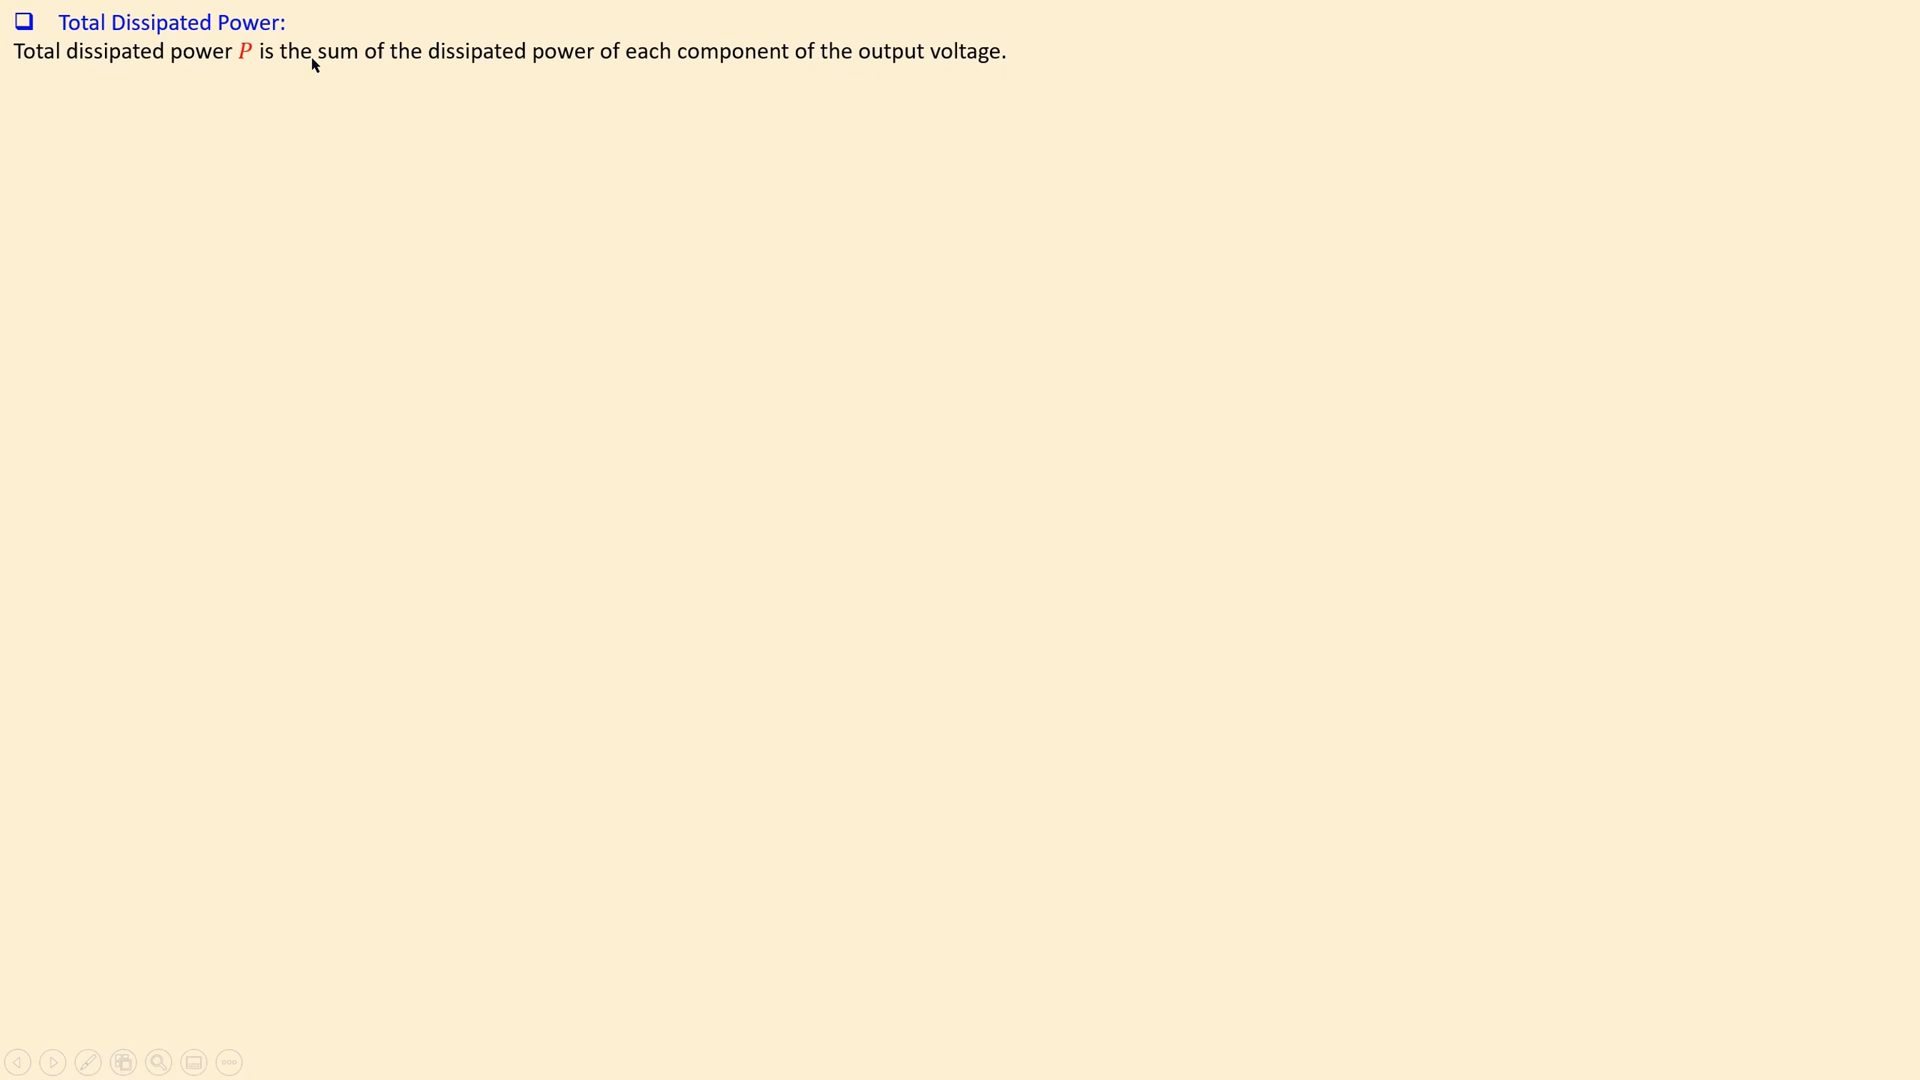 Total Dissipated Power:
Total dissipated power P is the sum of the dissipated power of each component of the output voltage.